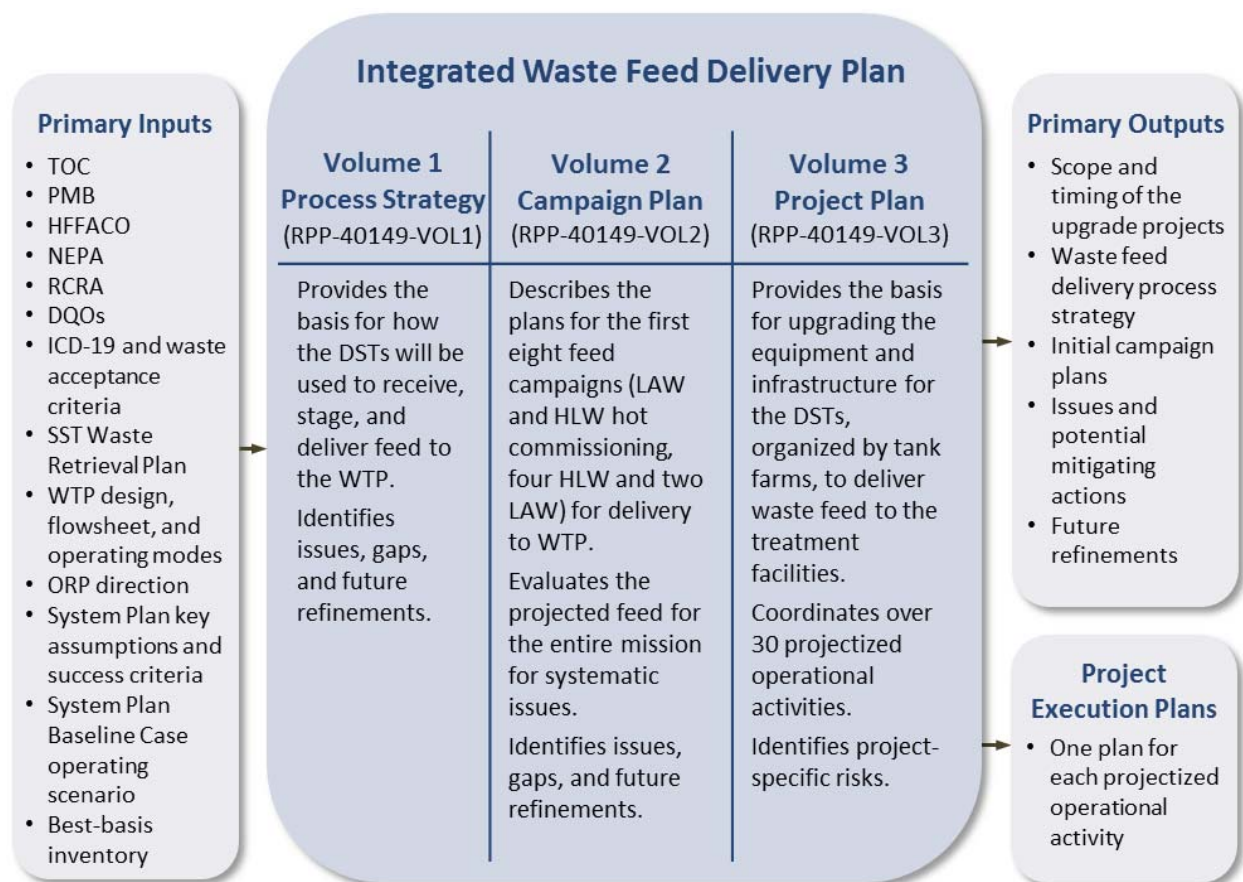 Integrated Waste Feed Delivery Plan
Primary Inputs
• TOC
• PMB
• HFFACO
• NEPA
• RCRA
• DQOs
• ICD-19 and waste
acceptance
criteria
• SST Waste
Retrieval Plan
• WTP design,
flowsheet, and
operating modes
• ORP direction
• System Plan key
assumptions and
success criteria
• System Plan
Baseline Case
operating
scenario
• Best-basis
inventory
Volume 1
Process Strategy
(RPP-40149-VOL1)
Provides the
basis for how
the DSTs will be
used to receive,
stage, and
deliver feed to
the WTP.
Identifies
issues, gaps,
and future
refinements.
Volume 2
Campaign Plan
(RPP-40149-VOL2)
Describes the
plans for the first
eight feed
campaigns (LAW
and HLW hot
commissioning,
four HLW and two
LAW) for delivery
to WTP.
Evaluates the
projected feed for
the entire mission
for systematic
issues.
Identifies issues,
gaps, and future
refinements.
Volume 3
Project Plan
(RPP-40149-VOL3)
Provides the basis
for upgrading the
equipment and
infrastructure for
the DSTs,
organized by tank
farms, to deliver
waste feed to the
treatment
facilities.
Coordinates over
30 projectized
operational
activities.
Identifies project-
specific risks.
Primary Outputs
• Scope and
timing of the
upgrade projects
• Waste feed
delivery process
strategy
• Initial campaign
plans
• Issues and
potential
mitigating
actions
• Future
refinements
Project
Execution Plans
• One plan for
each projectized
operational
activity